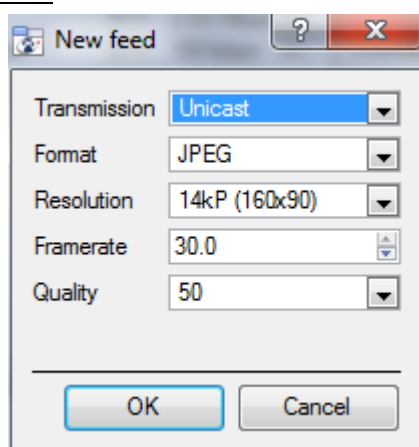 New feed
Transmission Unicast
Format JPEG
Resolution 14kP (160x90)
Framerate 30.0
Quality 50
OK Cancel